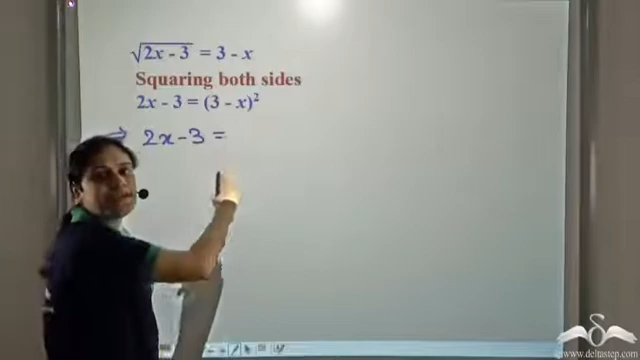 √2x - 3 = 3 - x
Squaring both sides
2x - 3 = (3 - x)²
⇒ 2x - 3 =
www.deltastep.com